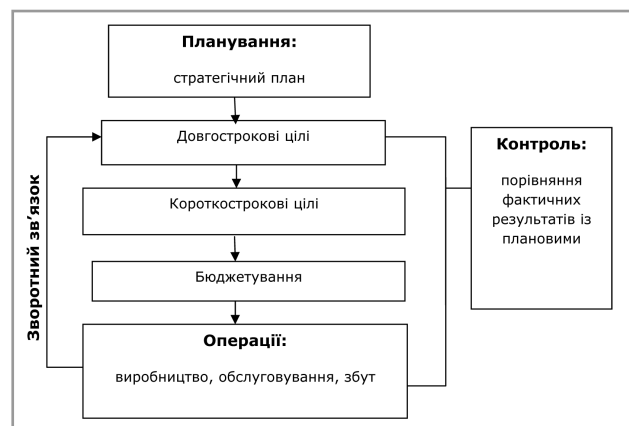 Планування:
стратегічний план
Довгострокові цілі
Короткострокові цілі
Бюджетування
Операції:
виробництво, обслуговування, збут
Зворотний зв’язок
Контроль:
порівняння
фактичних
результатів із
плановими